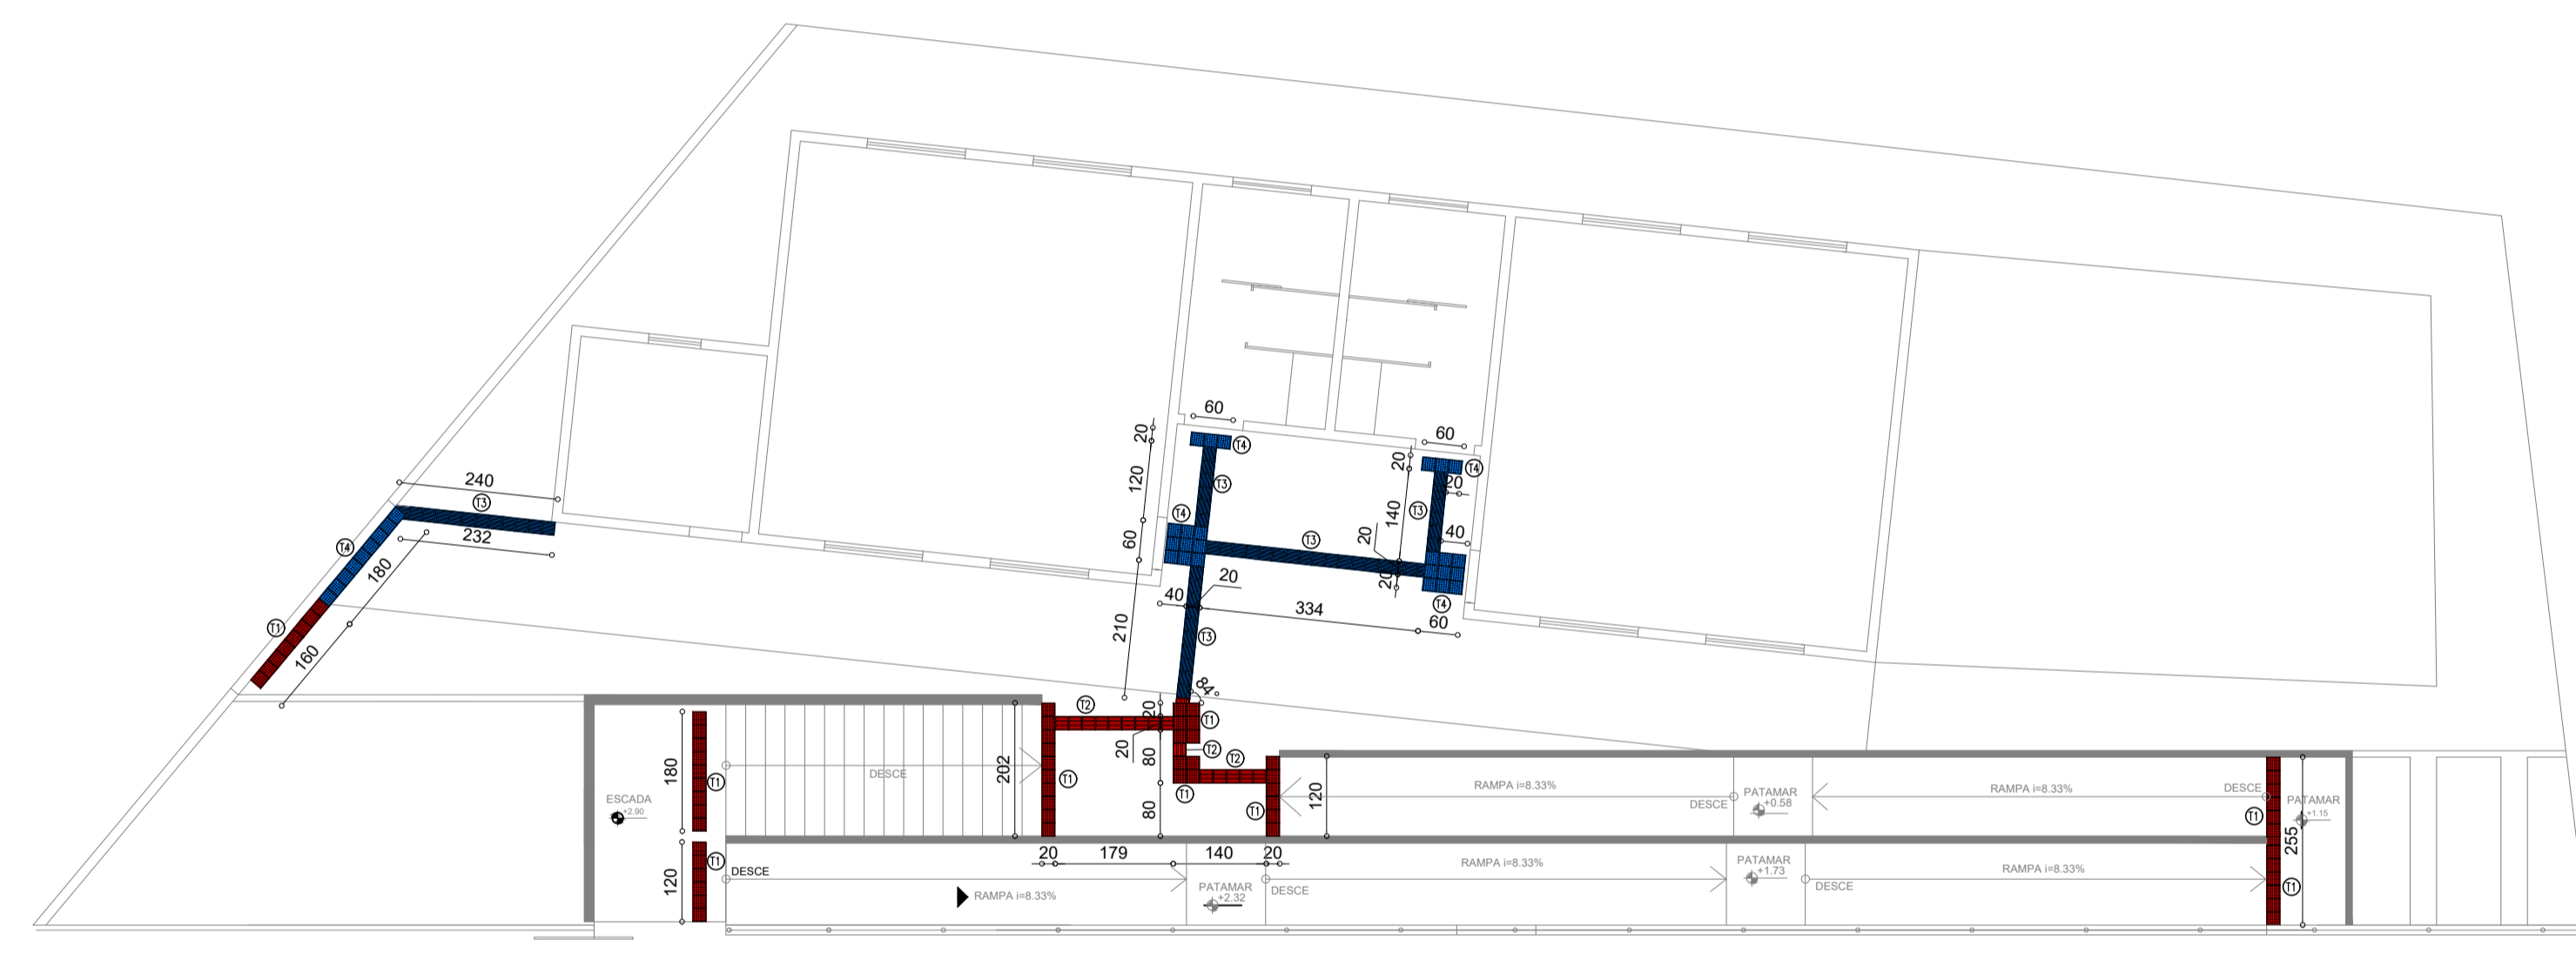 60
T4
20
60
120
20
T4
T3
20
240
T3
T4
T3
140
20
T3
60
40
232
T4
180
20
20
T4
40
20
334
60
210
T3
T1
160
84°
T2
20
T1
20
80
T2
T2
180
T1
202
T1
T1
80
T1
120
DESCE
ESCADA
+2.90
RAMPA i=8.33%
DESCE
PATAMAR
+0.58
RAMPA i=8.33%
DESCE
T1
PATAMAR
+1.15
255
20
179
140
20
120
T1
DESCE
RAMPA i=8.33%
PATAMAR
+2.32
DESCE
RAMPA i=8.33%
PATAMAR
+1.73
DESCE
RAMPA i=8.33%
T1